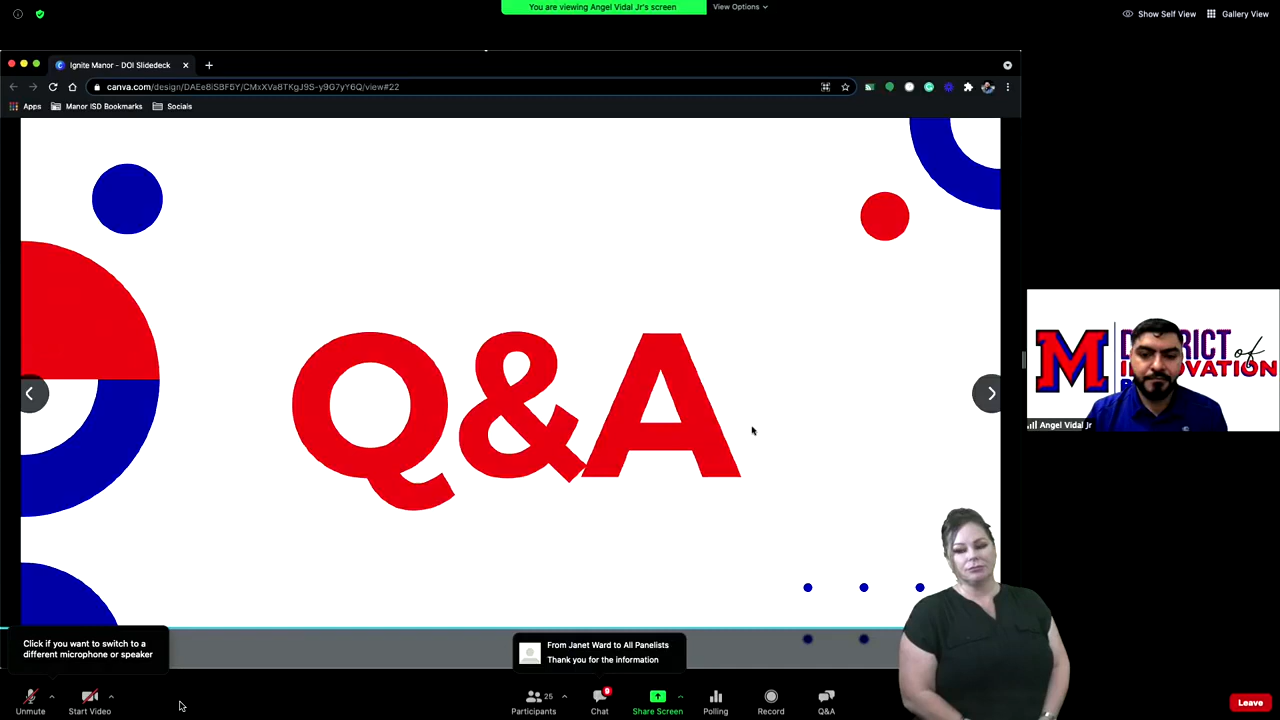 You are viewing Angel Vidal Jr's screen
View Options
Show Self View
Gallery View
Ignite Manor - DOI Slidedeck
canva.com/design/DAEe8iSBF5Y/CMxXVa8TKgJ9S-y9G7yY6Q/view#22
Apps
Manor ISD Bookmarks
Socials
Q&A
M
DISTRICT of
INNOVATION
Angel Vidal Jr
Click if you want to switch to a
different microphone or speaker
From Janet Ward to All Panelists
Thank you for the information
Unmute
Start Video
Participants
25
Chat
9
Share Screen
Polling
Record
Q&A
Leave